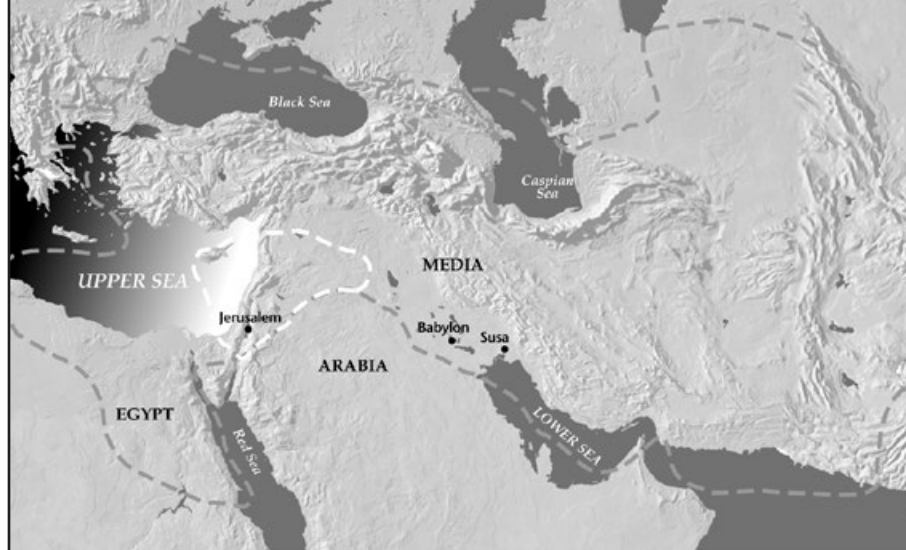 Black Sea
Caspian
Sea
UPPER SEA
MEDIA
Jerusalem
Babylon
Susa
ARABIA
EGYPT
Red Sea
LOWER SEA